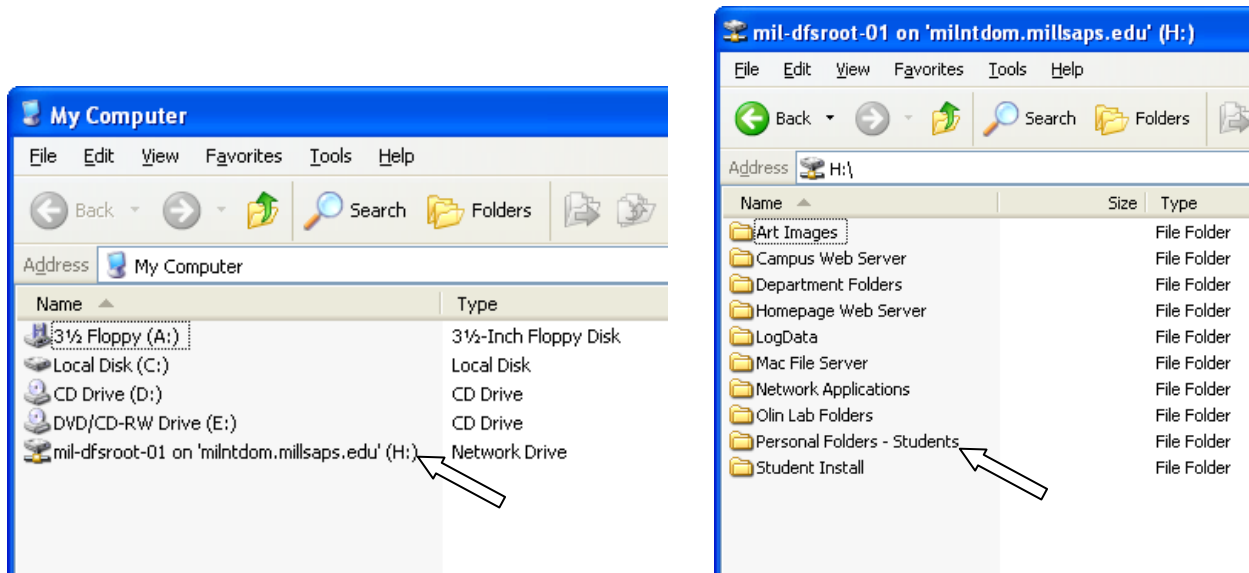 My Computer
File Edit View Favorites Tools Help
Back Search Folders
Address My Computer
Name Type
3½ Floppy (A:) 3½-Inch Floppy Disk
Local Disk (C:) Local Disk
CD Drive (D:) CD Drive
DVD/CD-RW Drive (E:) CD Drive
mil-dfsroot-01 on 'milntdom.millsaps.edu' (H:) Network Drive
mil-dfsroot-01 on 'milntdom.millsaps.edu' (H:)
File Edit View Favorites Tools Help
Back Search Folders
Address H:\
Name Size Type
Art Images File Folder
Campus Web Server File Folder
Department Folders File Folder
Homepage Web Server File Folder
LogData File Folder
Mac File Server File Folder
Network Applications File Folder
Olin Lab Folders File Folder
Personal Folders - Students File Folder
Student Install File Folder